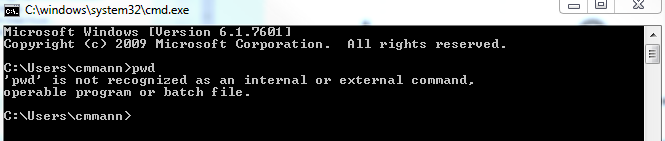 C:\windows\system32\cmd.exe
Microsoft Windows [Version 6.1.7601]
Copyright (c) 2009 Microsoft Corporation.  All rights reserved.
C:\Users\cmmann>pwd
'pwd' is not recognized as an internal or external command,
operable program or batch file.
C:\Users\cmmann>